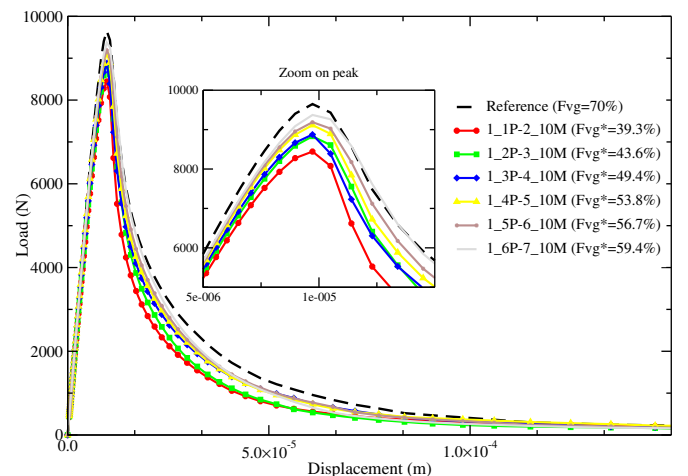 10000
8000
6000
4000
2000
0
Load (N)
0.0
5.0×10⁻⁵
1.0×10⁻⁴
Displacement (m)
Zoom on peak
10000
8000
6000
5e-006
1e-005
Reference (Fvg=70%)
1_1P-2_10M (Fvg*=39.3%)
1_2P-3_10M (Fvg*=43.6%)
1_3P-4_10M (Fvg*=49.4%)
1_4P-5_10M (Fvg*=53.8%)
1_5P-6_10M (Fvg*=56.7%)
1_6P-7_10M (Fvg*=59.4%)